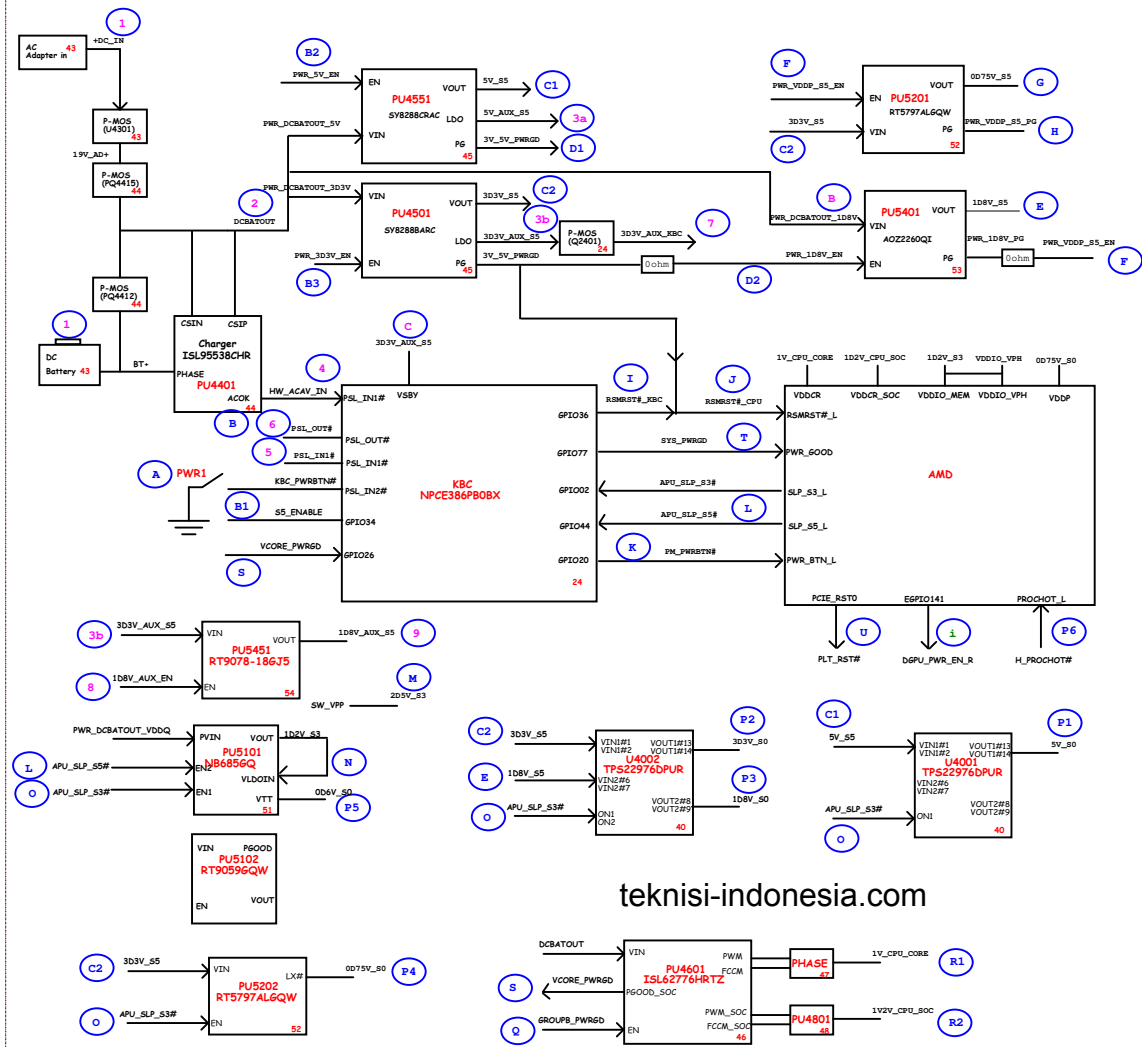 1
AC
Adapter in
43
+DC_IN
P-MOS
(U4301)
43
19V_AD+
P-MOS
(PQ4415)
44
2
DCBATOUT
P-MOS
(PQ4412)
44
1
DC
Battery 43
BT+
CSIN CSIP
Charger
ISL95538CHR
PHASE
PU4401
ACOK
44
B2
PWR_5V_EN
EN
VOUT
PU4551
SY8288CRAC
LDO
VIN
PG
45
PWR_DCBATOUT_5V
5V_S5
C1
5V_AUX_S5
3a
3V_5V_PWRGD
D1
PWR_DCBATOUT_3D3V
VIN
VOUT
PU4501
SY8288BARC
LDO
EN
PG
45
PWR_3D3V_EN
B3
3D3V_S5
C2
3b
3D3V_AUX_S5
P-MOS
(Q2401)
24
3D3V_AUX_KBC
7
3V_5V_PWRGD
0ohm
D2
PWR_1D8V_EN
F
PWR_VDDP_S5_EN
EN
VOUT
PU5201
RT5797ALGQW
VIN
PG
52
3D3V_S5
C2
0D75V_S5
G
PWR_VDDP_S5_PG
H
B
PWR_DCBATOUT_1D8V
VIN
VOUT
PU5401
AOZ2260QI
EN
PG
53
1D8V_S5
E
PWR_1D8V_PG
0ohm
PWR_VDDP_S5_EN
F
C
3D3V_AUX_S5
VSBY
4
HW_ACAV_IN
PSL_IN1#
B
6
PSL_OUT#
PSL_OUT#
5
PSL_IN1#
PSL_IN1#
A
PWR1
KBC_PWRBTN#
PSL_IN2#
B1
S5_ENABLE
GPIO34
VCORE_PWRGD
GPIO26
S
KBC
NPCE386PB0BX
24
GPIO36
GPIO77
GPIO02
GPIO44
GPIO20
I
RSMRST#_KBC
J
RSMRST#_CPU
T
SYS_PWRGD
APU_SLP_S3#
L
APU_SLP_S5#
K
PM_PWRBTN#
1V_CPU_CORE
1D2V_CPU_SOC
1D2V_S3
VDDIO_VPH
0D75V_S0
VDDCR
VDDCR_SOC
VDDIO_MEM
VDDIO_VPH
VDDP
RSMRST#_L
PWR_GOOD
AMD
SLP_S3_L
SLP_S5_L
PWR_BTN_L
PCIE_RST0
EGPIO141
PROCHOT_L
U
i
P6
PLT_RST#
DGPU_PWR_EN_R
H_PROCHOT#
3b
3D3V_AUX_S5
VIN
VOUT
PU5451
RT9078-18GJ5
EN
54
1D8V_AUX_S5
9
8
1D8V_AUX_EN
M
2D5V_S3
SW_VPP
PWR_DCBATOUT_VDDQ
PVIN
VOUT
PU5101
NB685GQ
EN2
VLDOIN
EN1
VTT
51
1D2V_S3
N
L
APU_SLP_S5#
O
APU_SLP_S3#
0D6V_S0
P5
VIN PGOOD
PU5102
RT9059GQW
EN
VOUT
C2
3D3V_S5
VIN
LX#
PU5202
RT5797ALGQW
EN
52
0D75V_S0
P4
O
APU_SLP_S3#
C2
3D3V_S5
VIN1#1
VIN1#2
VOUT1#13
VOUT1#14
U4002
TPS22976DPUR
VIN2#6
VIN2#7
VOUT2#8
VOUT2#9
ON1
ON2
40
E
1D8V_S5
O
APU_SLP_S3#
P2
3D3V_S0
P3
1D8V_S0
C1
5V_S5
VIN1#1
VIN1#2
VOUT1#13
VOUT1#14
U4001
TPS22976DPUR
VIN2#6
VIN2#7
VOUT2#8
VOUT2#9
ON1
40
APU_SLP_S3#
O
P1
5V_S0
teknisi-indonesia.com
DCBATOUT
VIN
PWM
FCCM
PU4601
ISL62776HRTZ
PGOOD_SOC
PWM_SOC
FCCM_SOC
EN
46
S
VCORE_PWRGD
Q
GROUPB_PWRGD
PHASE
47
1V_CPU_CORE
R1
PU4801
48
1V2V_CPU_SOC
R2